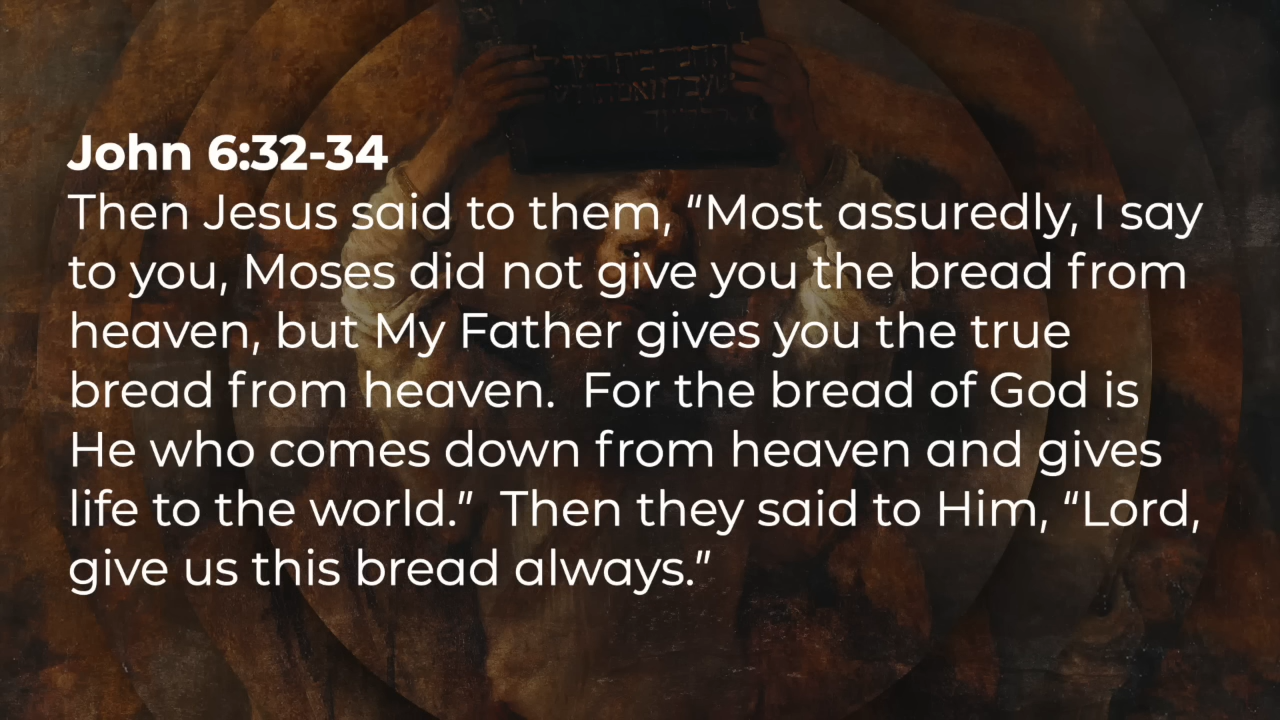 John 6:32-34
Then Jesus said to them, “Most assuredly, I say
to you, Moses did not give you the bread from
heaven, but My Father gives you the true
bread from heaven.  For the bread of God is
He who comes down from heaven and gives
life to the world.”  Then they said to Him, “Lord,
give us this bread always.”